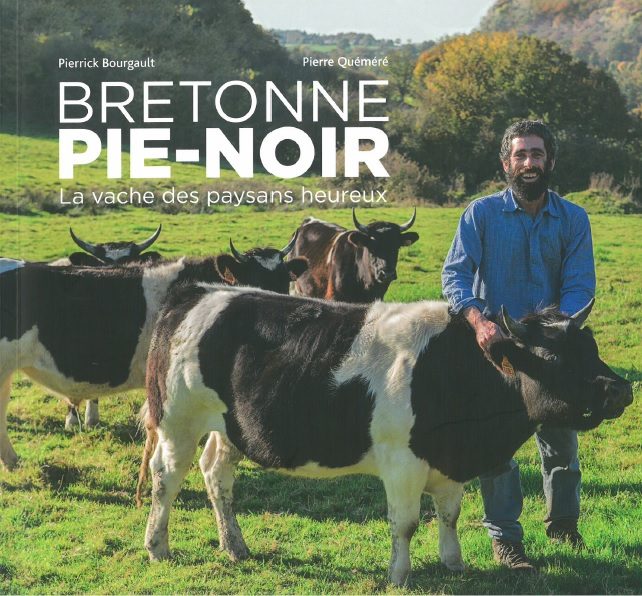 Pierrick Bourgault
Pierre Quéméré
BRETONNE
PIE-NOIR
La vache des paysans heureux